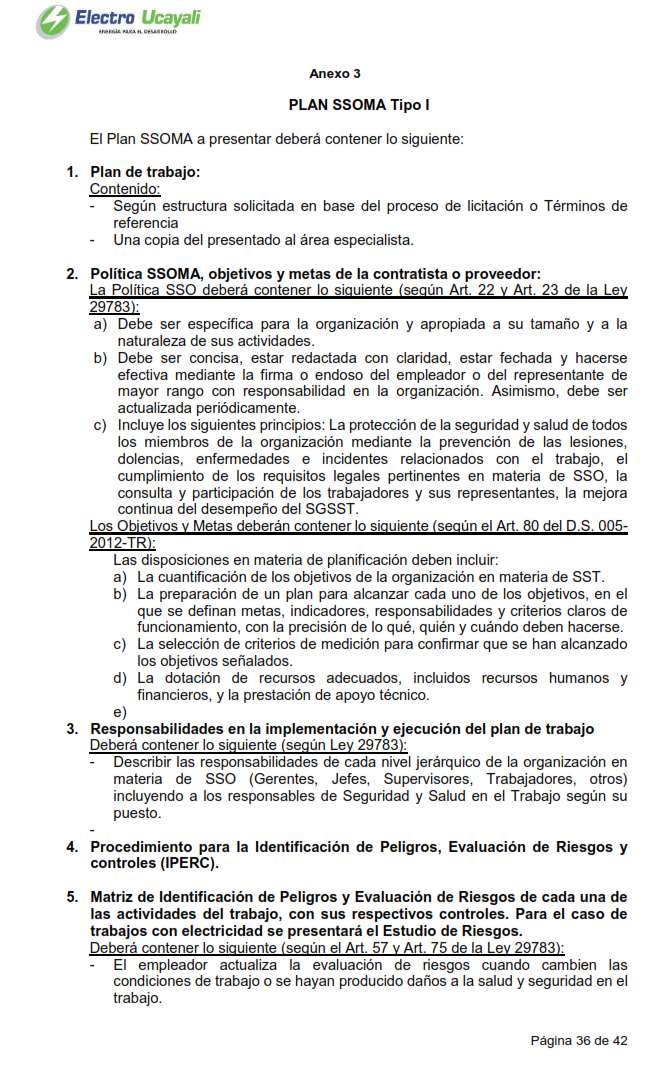 Electro Ucayali
ENERGÍA PARA EL DESARROLLO
Anexo 3
PLAN SSOMA Tipo I
El Plan SSOMA a presentar deberá contener lo siguiente:
1. Plan de trabajo:
Contenido:
- Según estructura solicitada en base del proceso de licitación o Términos de
referencia
- Una copia del presentado al área especialista.
2. Política SSOMA, objetivos y metas de la contratista o proveedor:
La Política SSO deberá contener lo siguiente (según Art. 22 y Art. 23 de la Ley
29783):
a) Debe ser específica para la organización y apropiada a su tamaño y a la
naturaleza de sus actividades.
b) Debe ser concisa, estar redactada con claridad, estar fechada y hacerse
efectiva mediante la firma o endoso del empleador o del representante de
mayor rango con responsabilidad en la organización. Asimismo, debe ser
actualizada periódicamente.
c) Incluye los siguientes principios: La protección de la seguridad y salud de todos
los miembros de la organización mediante la prevención de las lesiones,
dolencias, enfermedades e incidentes relacionados con el trabajo, el
cumplimiento de los requisitos legales pertinentes en materia de SSO, la
consulta y participación de los trabajadores y sus representantes, la mejora
continua del desempeño del SGSST.
Los Objetivos y Metas deberán contener lo siguiente (según el Art. 80 del D.S. 005-
2012-TR):
Las disposiciones en materia de planificación deben incluir:
a) La cuantificación de los objetivos de la organización en materia de SST.
b) La preparación de un plan para alcanzar cada uno de los objetivos, en el
que se definan metas, indicadores, responsabilidades y criterios claros de
funcionamiento, con la precisión de lo qué, quién y cuándo deben hacerse.
c) La selección de criterios de medición para confirmar que se han alcanzado
los objetivos señalados.
d) La dotación de recursos adecuados, incluidos recursos humanos y
financieros, y la prestación de apoyo técnico.
e)
3. Responsabilidades en la implementación y ejecución del plan de trabajo
Deberá contener lo siguiente (según Ley 29783):
- Describir las responsabilidades de cada nivel jerárquico de la organización en
materia de SSO (Gerentes, Jefes, Supervisores, Trabajadores, otros)
incluyendo a los responsables de Seguridad y Salud en el Trabajo según su
puesto.
-
4. Procedimiento para la Identificación de Peligros, Evaluación de Riesgos y
controles (IPERC).
5. Matriz de Identificación de Peligros y Evaluación de Riesgos de cada una de
las actividades del trabajo, con sus respectivos controles. Para el caso de
trabajos con electricidad se presentará el Estudio de Riesgos.
Deberá contener lo siguiente (según el Art. 57 y Art. 75 de la Ley 29783):
- El empleador actualiza la evaluación de riesgos cuando cambien las
condiciones de trabajo o se hayan producido daños a la salud y seguridad en el
trabajo.
Página 36 de 42